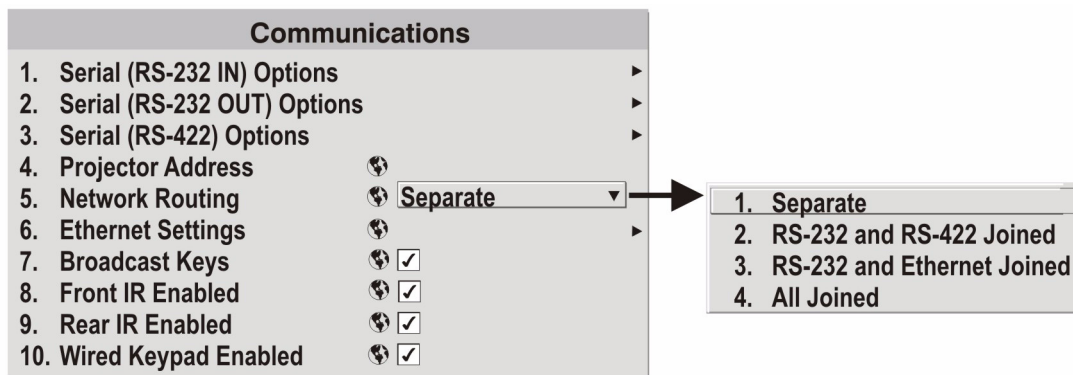 Communications
1. Serial (RS-232 IN) Options
2. Serial (RS-232 OUT) Options
3. Serial (RS-422) Options
4. Projector Address
5. Network Routing Separate
6. Ethernet Settings
7. Broadcast Keys
8. Front IR Enabled
9. Rear IR Enabled
10. Wired Keypad Enabled
1. Separate
2. RS-232 and RS-422 Joined
3. RS-232 and Ethernet Joined
4. All Joined